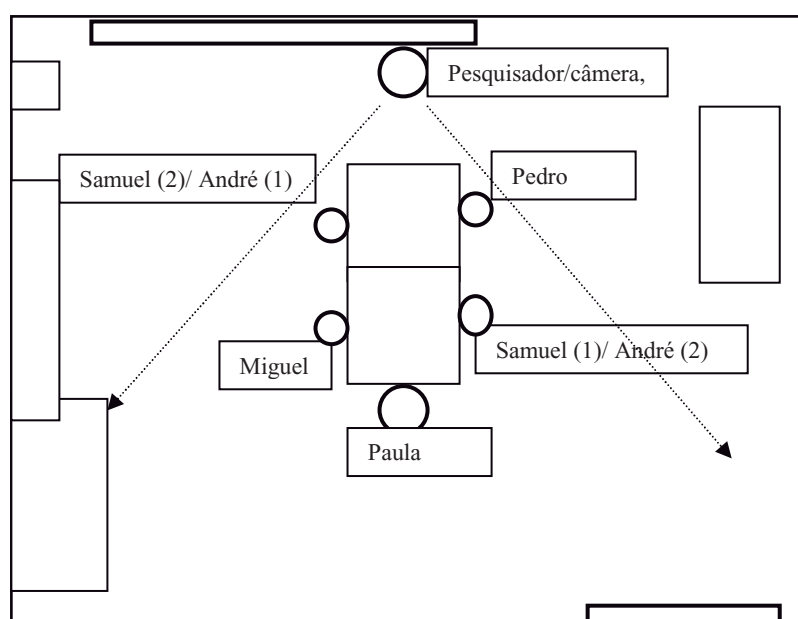 Pesquisador/câmera,
Samuel (2)/ André (1)
Pedro
Miguel
Samuel (1)/ André (2)
Paula